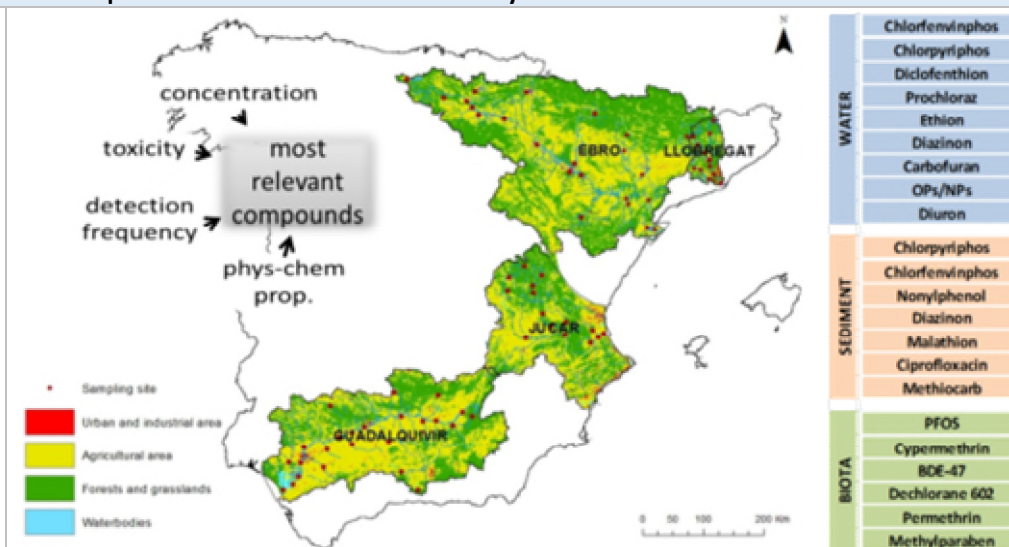 concentration
toxicity
most
relevant
compounds
detection
frequency
phys-chem
prop.
N
EBRO
LLOBREGAT
JUCAR
GUADALQUIVIR
Sampling site
Urban and industrial area
Agricultural area
Forests and grasslands
Waterbodies
0 50 100 200 Km
WATER
Chlorfenvinphos
Chlorpyriphos
Diclofenthion
Prochloraz
Ethion
Diazinon
Carbofuran
OPs/NPs
Diuron
SEDIMENT
Chlorpyriphos
Chlorfenvinphos
Nonylphenol
Diazinon
Malathion
Ciprofloxacin
Methiocarb
BIOTA
PFOS
Cypermethrin
BDE-47
Dechlorane 602
Permethrin
Methylparaben